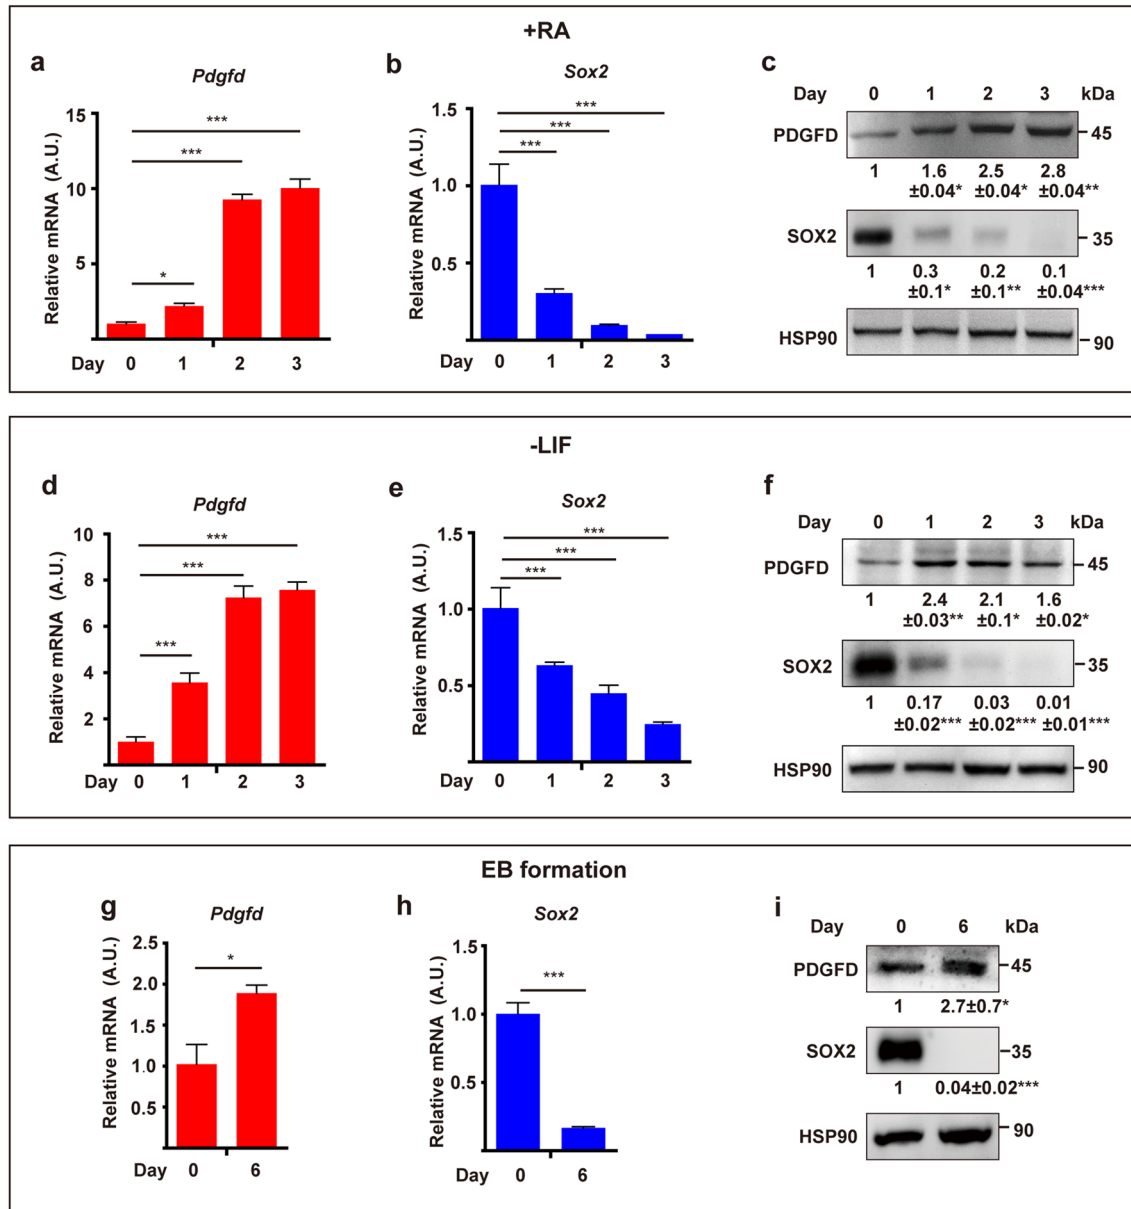 +RA
a
Pdgfd
Relative mRNA (A.U.)
15
10
5
***
***
*
Day 0 1 2 3
b
Sox2
Relative mRNA (A.U.)
1.5
1.0
0.5
***
***
***
Day 0 1 2 3
c
Day 0 1 2 3 kDa
PDGFD 45
1 1.6 2.5 2.8
±0.04* ±0.04* ±0.04**
SOX2 35
1 0.3 0.2 0.1
±0.1* ±0.1** ±0.04***
HSP90 90
-LIF
d
Pdgfd
Relative mRNA (A.U.)
10
8
6
4
2
***
***
***
Day 0 1 2 3
e
Sox2
Relative mRNA (A.U.)
1.5
1.0
0.5
***
***
***
Day 0 1 2 3
f
Day 0 1 2 3 kDa
PDGFD 45
1 2.4 2.1 1.6
±0.03** ±0.1* ±0.02*
SOX2 35
1 0.17 0.03 0.01
±0.02*** ±0.02*** ±0.01***
HSP90 90
EB formation
g
Pdgfd
Relative mRNA (A.U.)
2.5
2.0
1.5
1.0
0.5
*
Day 0 6
h
Sox2
Relative mRNA (A.U.)
1.5
1.0
0.5
***
Day 0 6
i
Day 0 6 kDa
PDGFD 45
1 2.7±0.7*
SOX2 35
1 0.04±0.02***
HSP90 90